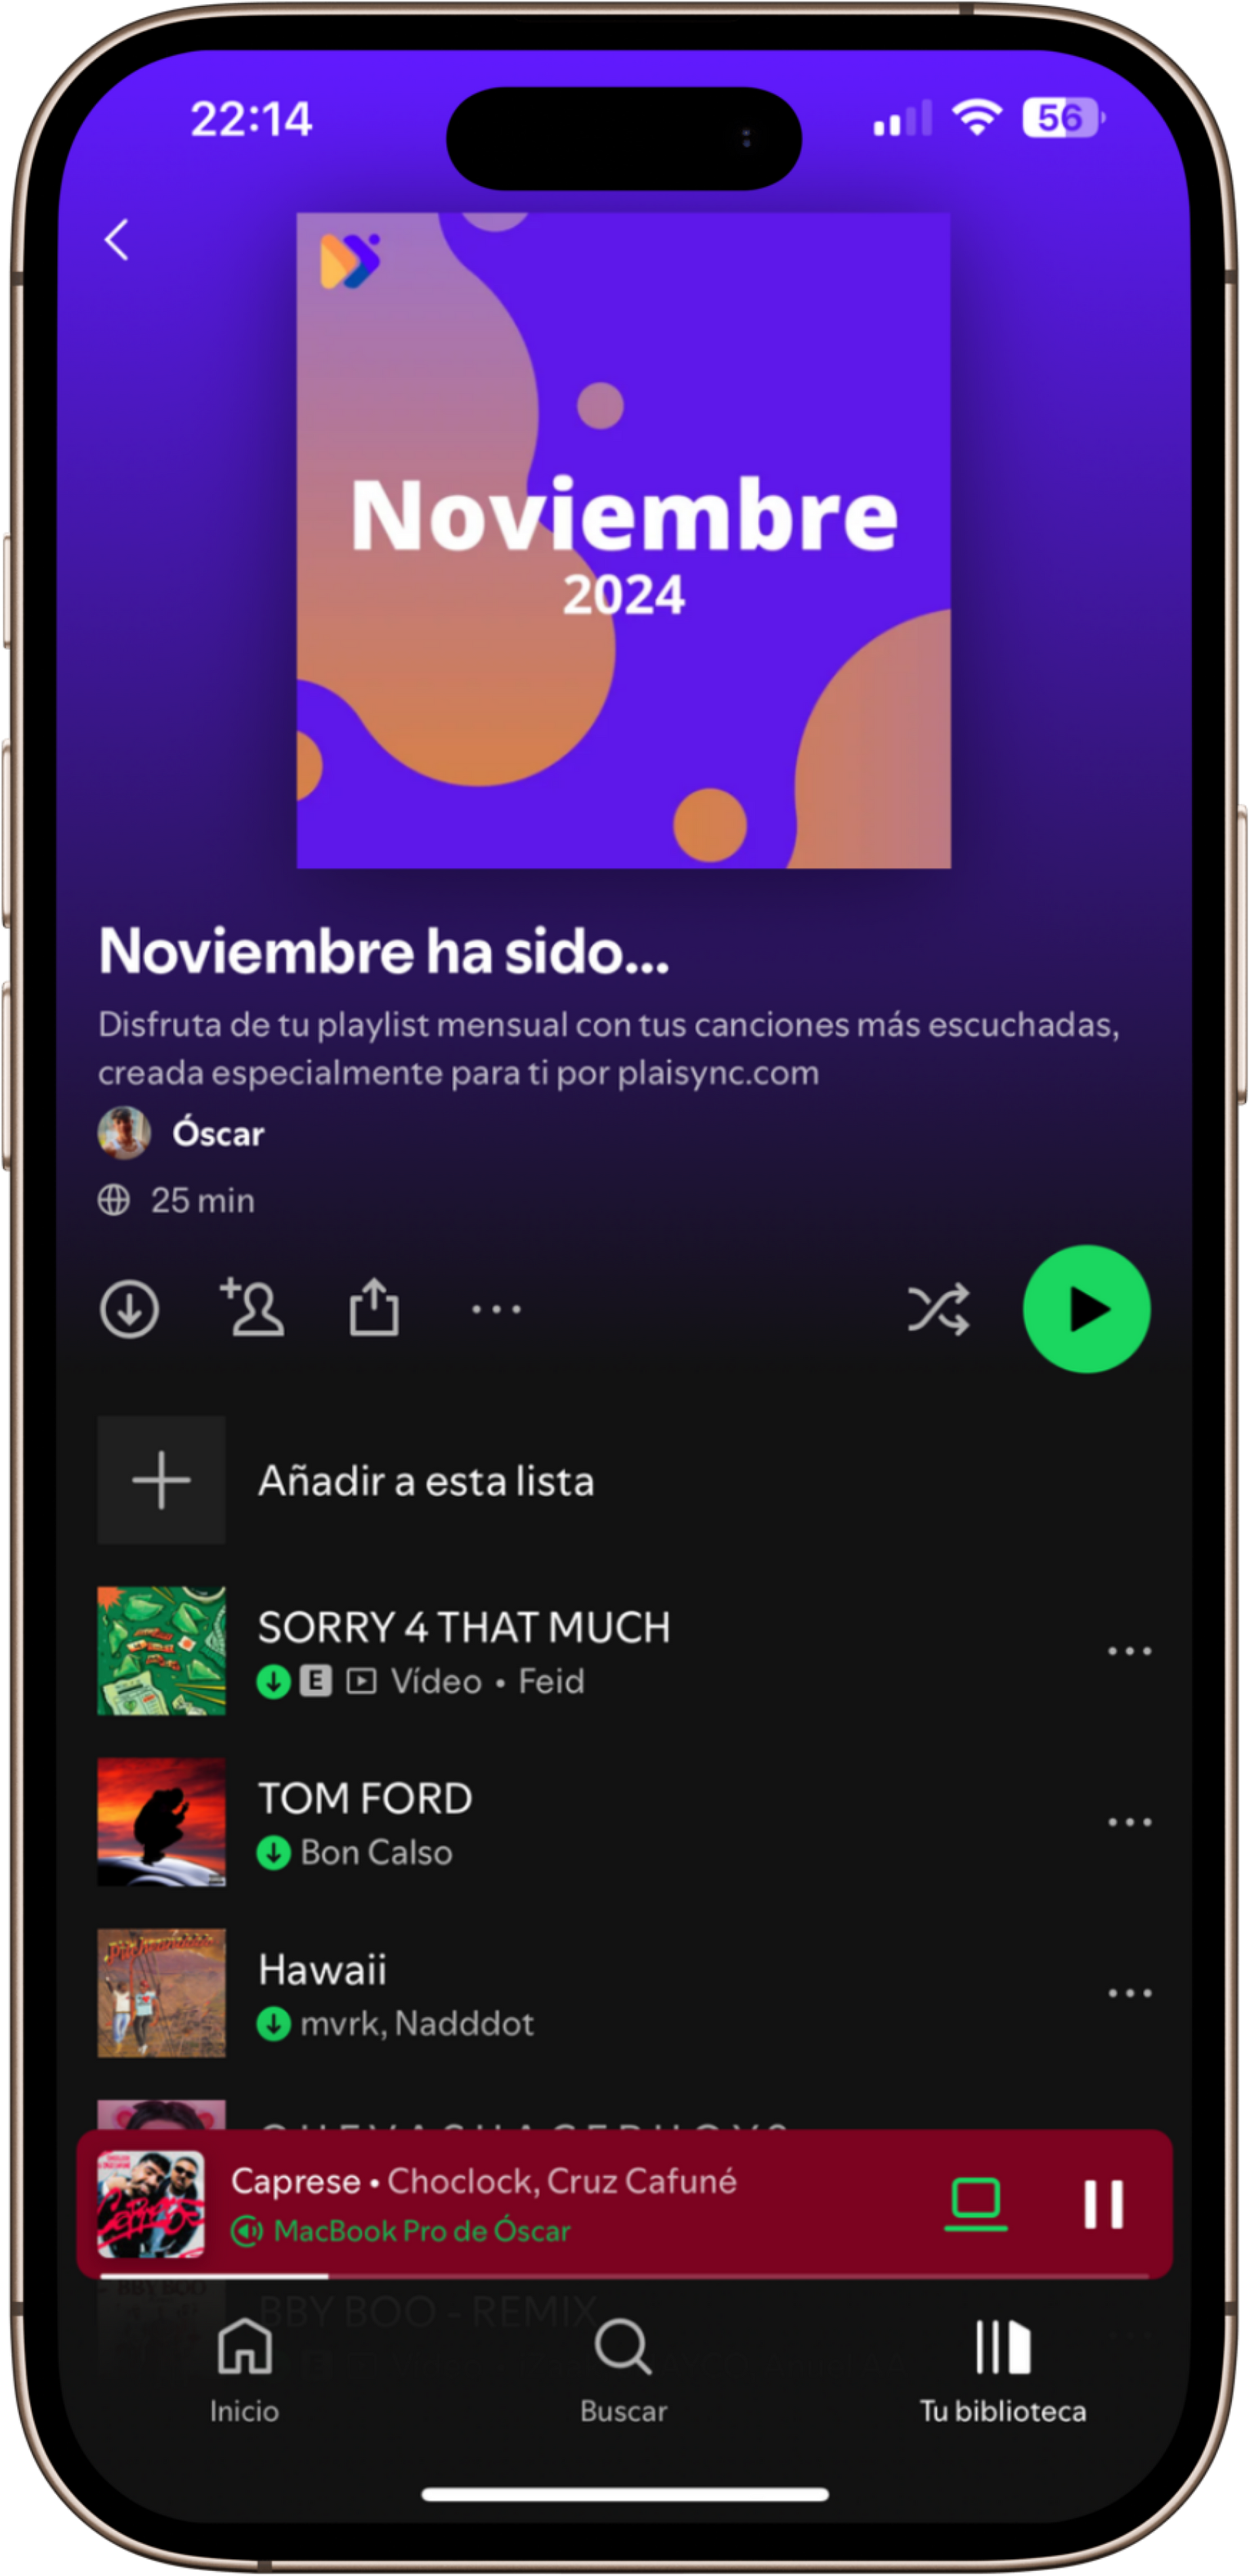 22:14
56
Noviembre
2024
Noviembre ha sido...
Disfruta de tu playlist mensual con tus canciones más escuchadas,
creada especialmente para ti por plaisync.com
Óscar
25 min
Añadir a esta lista
SORRY 4 THAT MUCH
E Vídeo • Feid
TOM FORD
Bon Calso
Hawaii
mvrk, Nadddot
Caprese • Choclock, Cruz Cafuné
MacBook Pro de Óscar
BBY BOO
BBY BOO - REMIX
Inicio
Buscar
Tu biblioteca